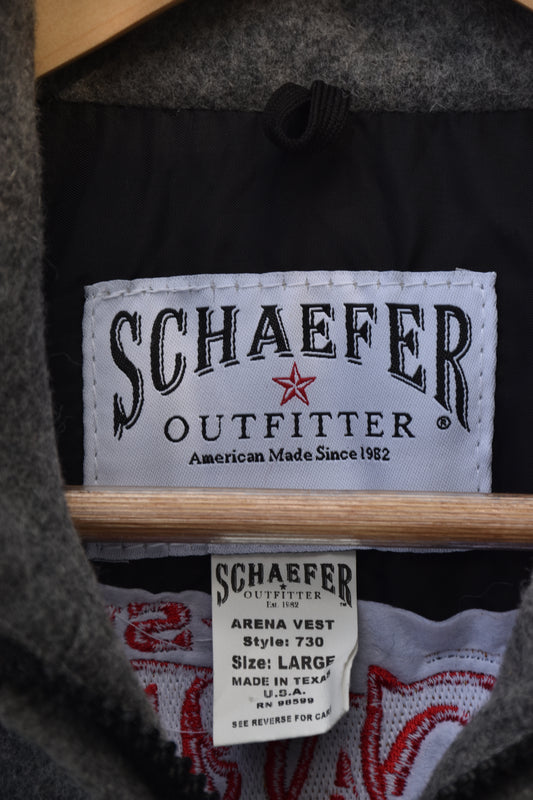 SCHAEFER
OUTFITTER ®
American Made Since 1982
SCHAEFER
OUTFITTER
Est. 1982 ™
ARENA VEST
Style: 730
Size: LARGE
MADE IN TEXAS
U.S.A.
RN 98599
SEE REVERSE FOR CARE